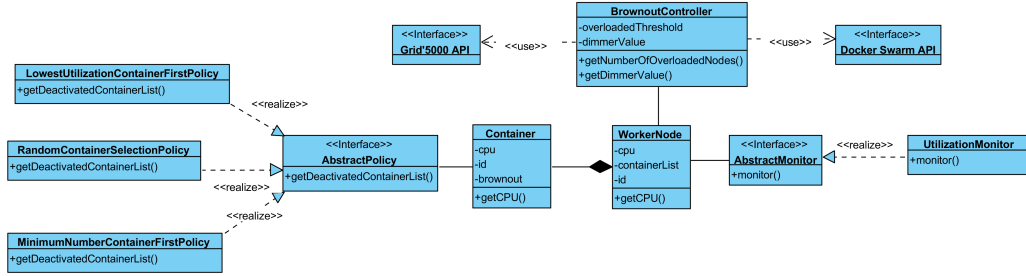 BrownoutController
-overloadedThreshold
-dimmerValue
+getNumberOfOverloadedNodes()
+getDimmerValue()
<<Interface>>
Grid'5000 API
<<use>>
<<use>>
<<Interface>>
Docker Swarm API
LowestUtilizationContainerFirstPolicy
+getDeactivatedContainerList()
<<realize>>
RandomContainerSelectionPolicy
+getDeactivatedContainerList()
<<realize>>
MinimumNumberContainerFirstPolicy
+getDeactivatedContainerList()
<<realize>>
<<Interface>>
AbstractPolicy
+getDeactivatedContainerList()
Container
-cpu
-id
-brownout
+getCPU()
WorkerNode
-cpu
-containerList
-id
+getCPU()
<<Interface>>
AbstractMonitor
+monitor()
<<realize>>
UtilizationMonitor
+monitor()